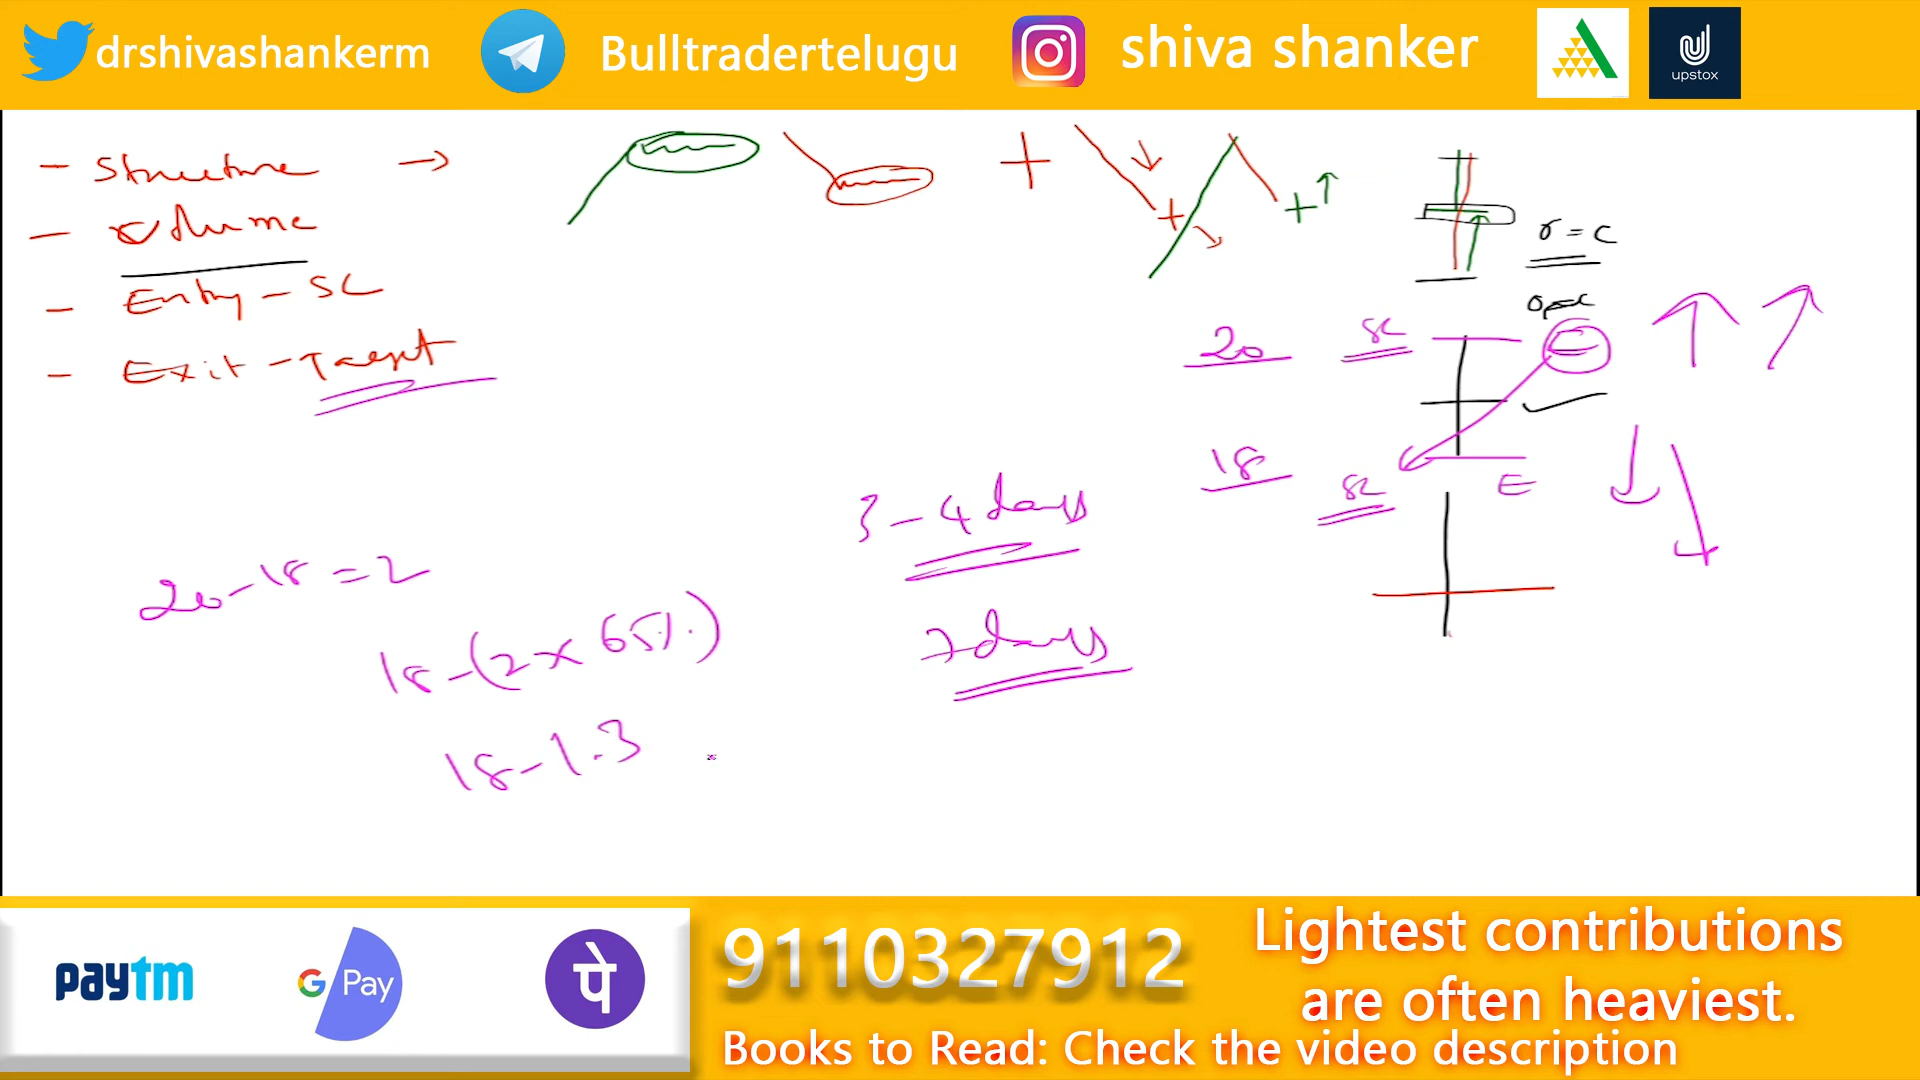 drshivashankerm
Bulltradertelugu
shiva shanker
upstox
- Structure →
- Volume
- Entry - SL
- Exit - Target
+
+
+ ↑
r = c
20 SL
18 SL E
3 - 4 days
7 days
20 - 18 = 2
18 - (2 x 65%.)
18 - 1.3
paytm
G Pay
पे
9110327912
Lightest contributions
are often heaviest.
Books to Read: Check the video description